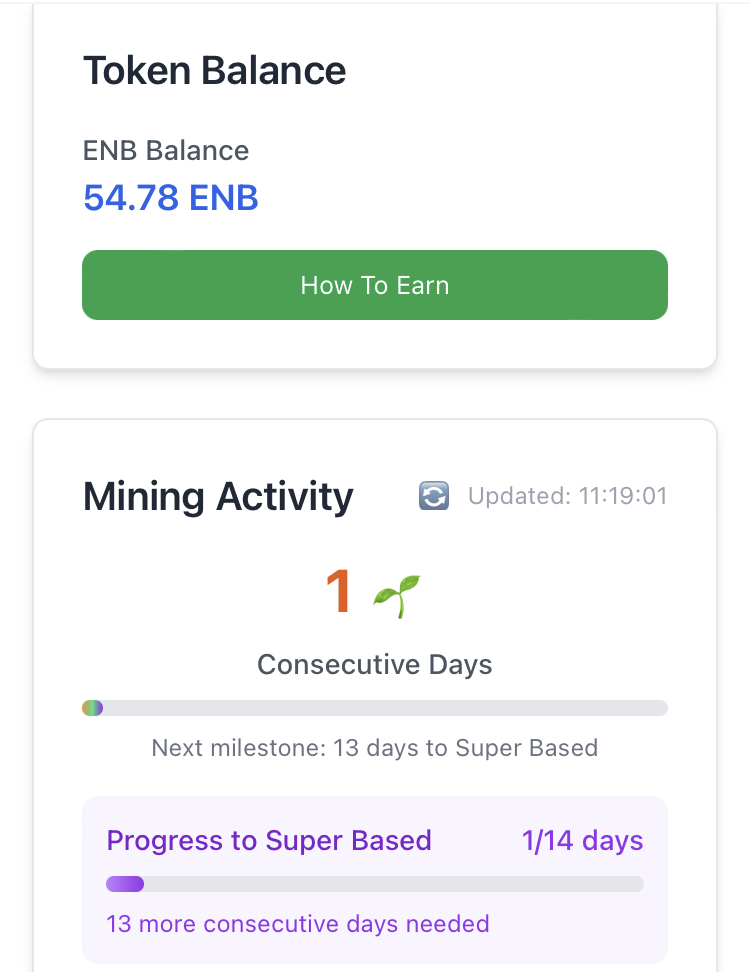 Token Balance
ENB Balance
54.78 ENB
How To Earn
Mining Activity
Updated: 11:19:01
1
Consecutive Days
Next milestone: 13 days to Super Based
Progress to Super Based
1/14 days
13 more consecutive days needed